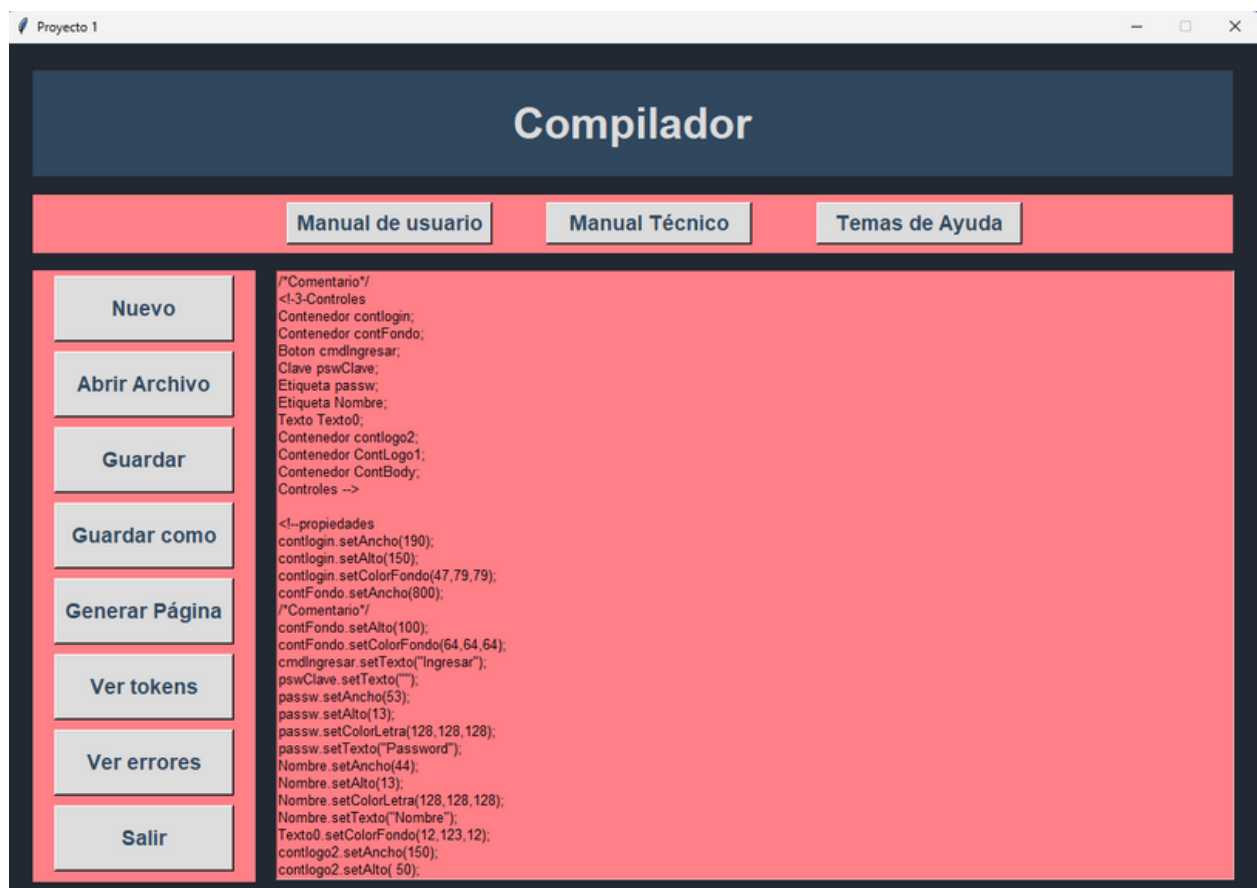 Proyecto 1
Compilador
Manual de usuario
Manual Técnico
Temas de Ayuda
Nuevo
Abrir Archivo
Guardar
Guardar como
Generar Página
Ver tokens
Ver errores
Salir
/*Comentario*/
<!-3-Controles
Contenedor contlogin;
Contenedor contFondo;
Boton cmdIngresar;
Clave pswClave;
Etiqueta passw;
Etiqueta Nombre;
Texto Texto0;
Contenedor contlogo2;
Contenedor ContLogo1;
Contenedor ContBody;
Controles -->
<!--propiedades
contlogin.setAncho(190);
contlogin.setAlto(150);
contlogin.setColorFondo(47,79,79);
contFondo.setAncho(800);
/*Comentario*/
contFondo.setAlto(100);
contFondo.setColorFondo(64,64,64);
cmdIngresar.setTexto("Ingresar");
pswClave.setTexto("");
passw.setAncho(53);
passw.setAlto(13);
passw.setColorLetra(128,128,128);
passw.setTexto("Password");
Nombre.setAncho(44);
Nombre.setAlto(13);
Nombre.setColorLetra(128,128,128);
Nombre.setTexto("Nombre");
Texto0.setColorFondo(12,123,12);
contlogo2.setAncho(150);
contlogo2.setAlto( 50);